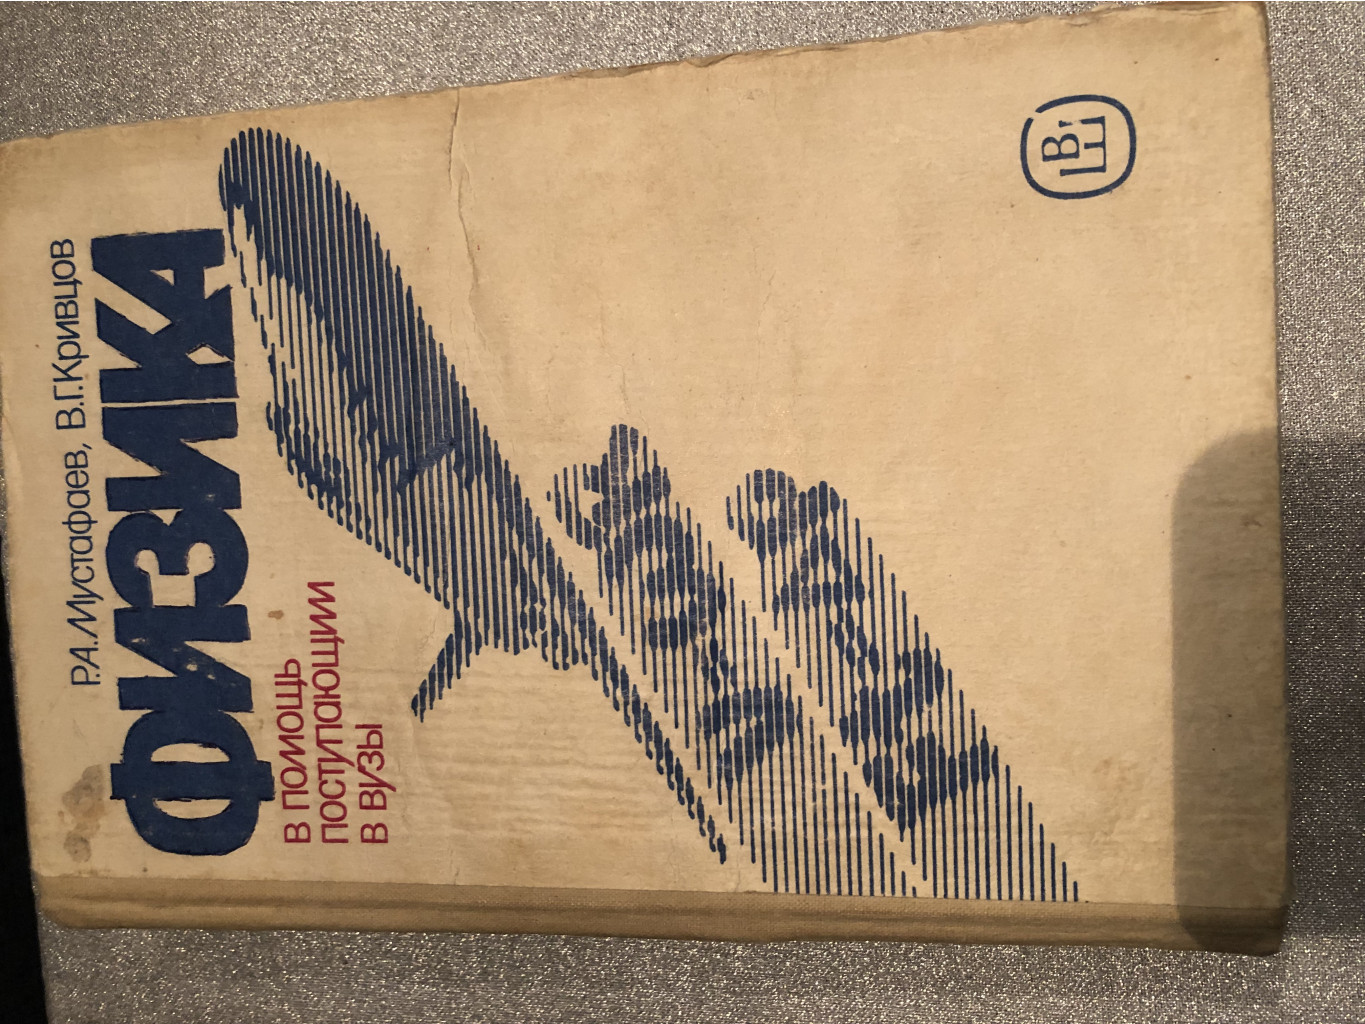 Р.А. Мустафаев, В.Г. Кривцов
ФИЗИКА
В ПОМОЩЬ
ПОСТУПАЮЩИМ
В ВУЗЫ
ВШ